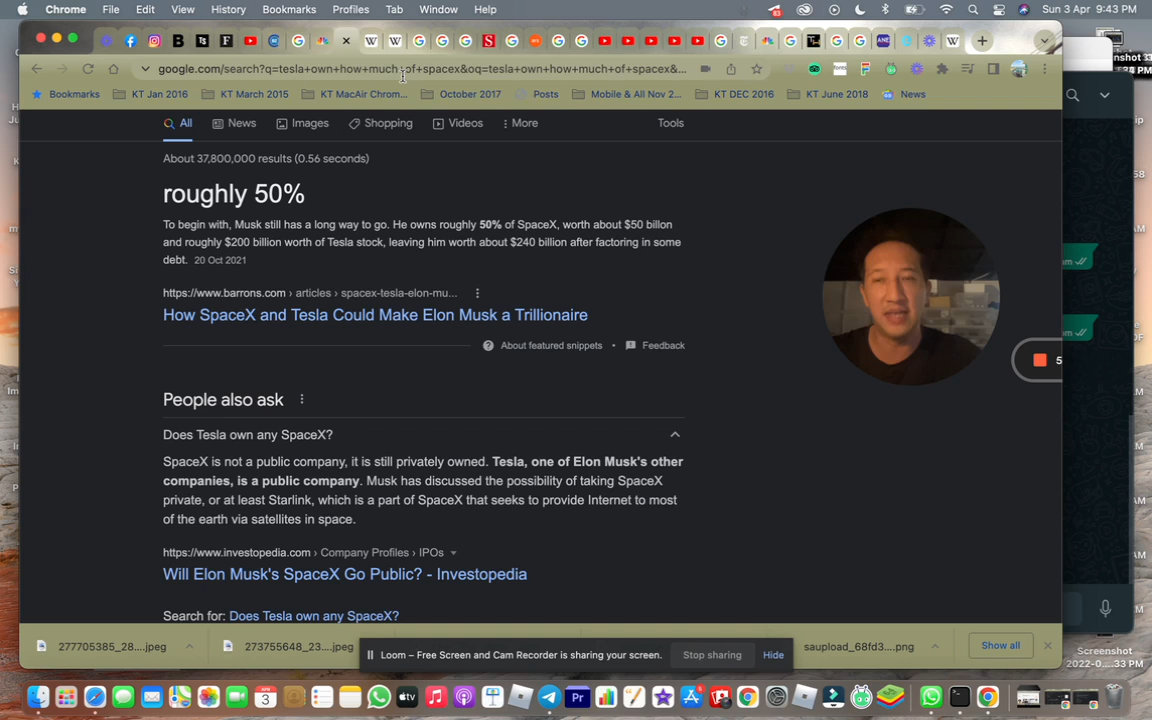 Chrome File Edit View History Bookmarks Profiles Tab Window Help 83 Sun 3 Apr 9:43 PM
google.com/search?q=tesla+own+how+much+of+spacex&oq=tesla+own+how+much+of+spacex&...
Bookmarks KT Jan 2016 KT March 2015 KT MacAir Chrom... October 2017 Posts Mobile & All Nov 2... KT DEC 2016 KT June 2018 News
All News Images Shopping Videos More Tools
About 37,800,000 results (0.56 seconds)
roughly 50%
To begin with, Musk still has a long way to go. He owns roughly 50% of SpaceX, worth about $50 billon
and roughly $200 billion worth of Tesla stock, leaving him worth about $240 billion after factoring in some
debt. 20 Oct 2021
https://www.barrons.com › articles › spacex-tesla-elon-mu...
How SpaceX and Tesla Could Make Elon Musk a Trillionaire
About featured snippets • Feedback
People also ask
Does Tesla own any SpaceX?
SpaceX is not a public company, it is still privately owned. Tesla, one of Elon Musk's other
companies, is a public company. Musk has discussed the possibility of taking SpaceX
private, or at least Starlink, which is a part of SpaceX that seeks to provide Internet to most
of the earth via satellites in space.
https://www.investopedia.com › Company Profiles › IPOs
Will Elon Musk's SpaceX Go Public? - Investopedia
Search for: Does Tesla own any SpaceX?
277705385_28....jpeg 273755648_23....jpeg saupload_68fd3....png Show all
Loom – Free Screen and Cam Recorder is sharing your screen. Stop sharing Hide
Screenshot
2022-0....33 PM